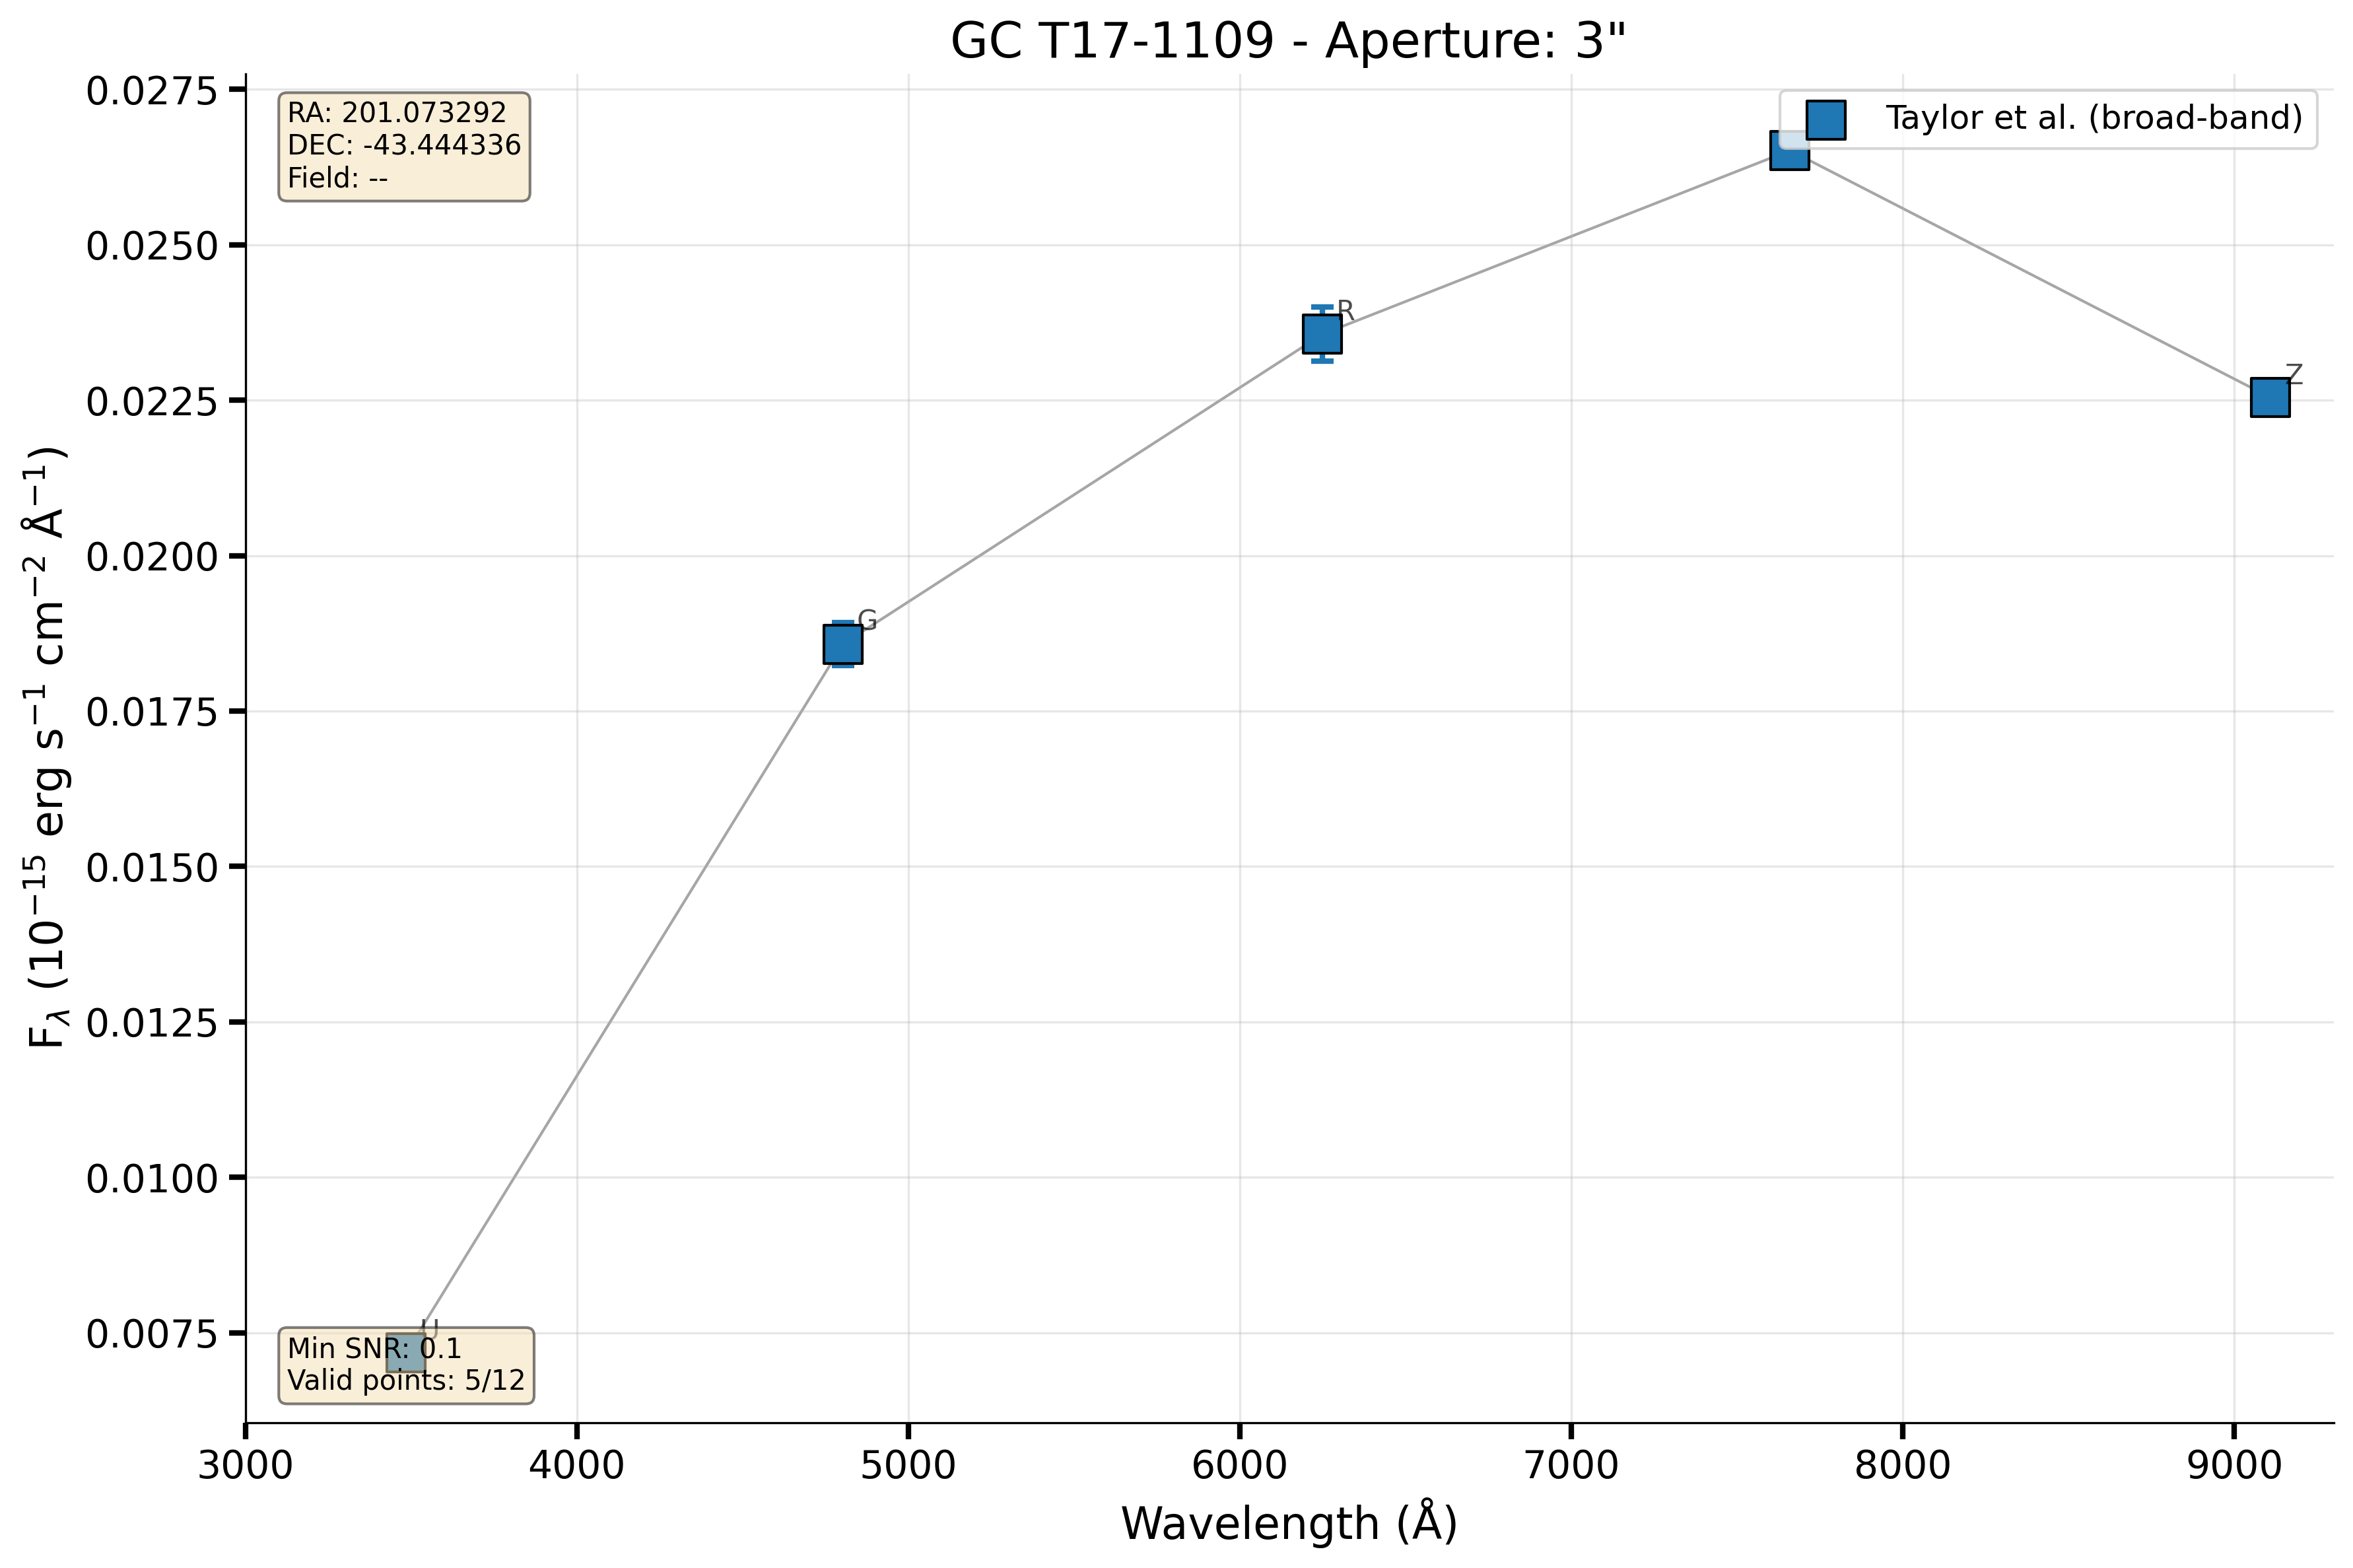 GC T17-1109 - Aperture: 3"
RA: 201.073292
DEC: -43.444336
Field: --
Taylor et al. (broad-band)
0.0275
0.0250
0.0225
0.0200
0.0175
0.0150
0.0125
0.0100
0.0075
F_λ (10⁻¹⁵ erg s⁻¹ cm⁻² Å⁻¹)
R
Z
G
U
Min SNR: 0.1
Valid points: 5/12
3000 4000 5000 6000 7000 8000 9000
Wavelength (Å)